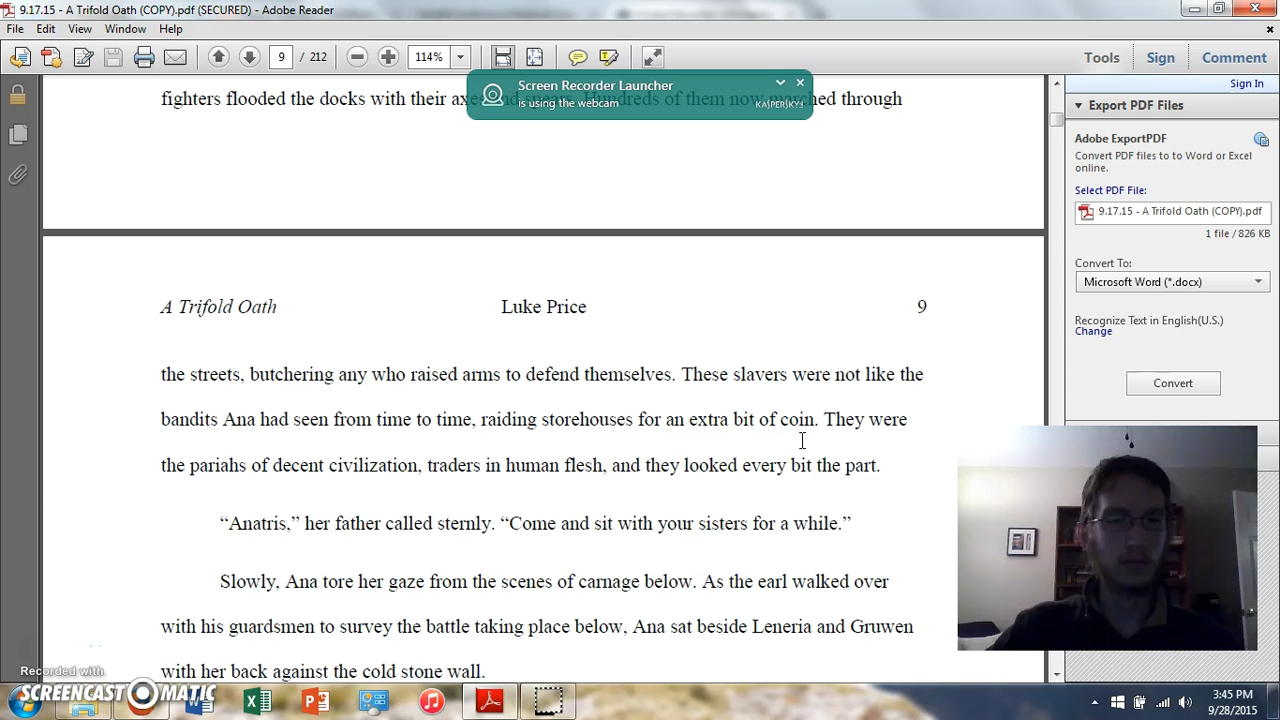 9.17.15 - A Trifold Oath (COPY).pdf (SECURED) - Adobe Reader
File Edit View Window Help
9 / 212 114% Tools Sign Comment
Screen Recorder Launcher
is using the webcam
KASPERSKY
Sign In
fighters flooded the docks with their axes and spears. Hundreds of them now marched through
Export PDF Files
Adobe ExportPDF
Convert PDF files to to Word or Excel
online.
Select PDF File:
9.17.15 - A Trifold Oath (COPY).pdf
1 file / 826 KB
Convert To:
Microsoft Word (*.docx)
Recognize Text in English(U.S.)
Change
Convert
A Trifold Oath Luke Price 9
the streets, butchering any who raised arms to defend themselves. These slavers were not like the
bandits Ana had seen from time to time, raiding storehouses for an extra bit of coin. They were
the pariahs of decent civilization, traders in human flesh, and they looked every bit the part.
“Anatris,” her father called sternly. “Come and sit with your sisters for a while.”
Slowly, Ana tore her gaze from the scenes of carnage below. As the earl walked over
with his guardsmen to survey the battle taking place below, Ana sat beside Leneria and Gruwen
with her back against the cold stone wall.
Recorded with
SCREENCAST-O-MATIC
3:45 PM
9/28/2015